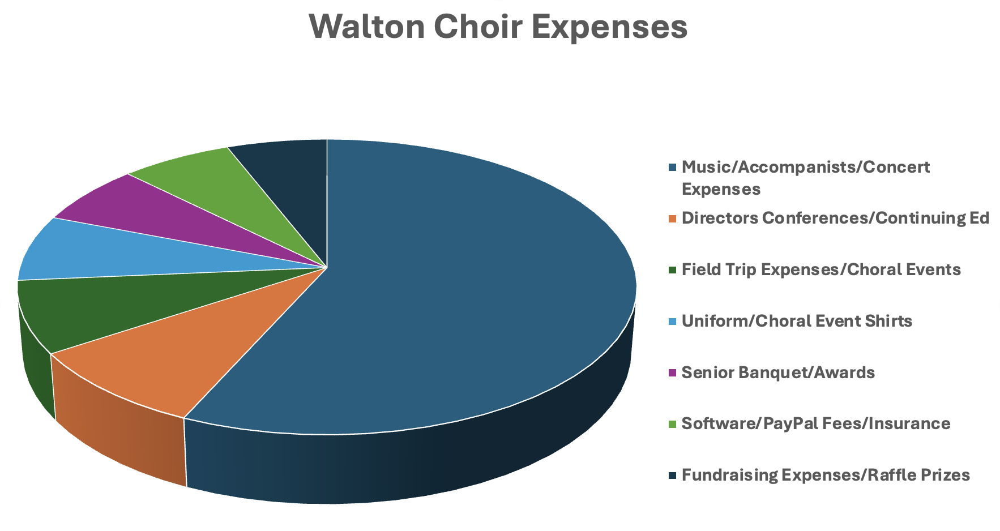 Walton Choir Expenses
Music/Accompanists/Concert
Expenses
Directors Conferences/Continuing Ed
Field Trip Expenses/Choral Events
Uniform/Choral Event Shirts
Senior Banquet/Awards
Software/PayPal Fees/Insurance
Fundraising Expenses/Raffle Prizes